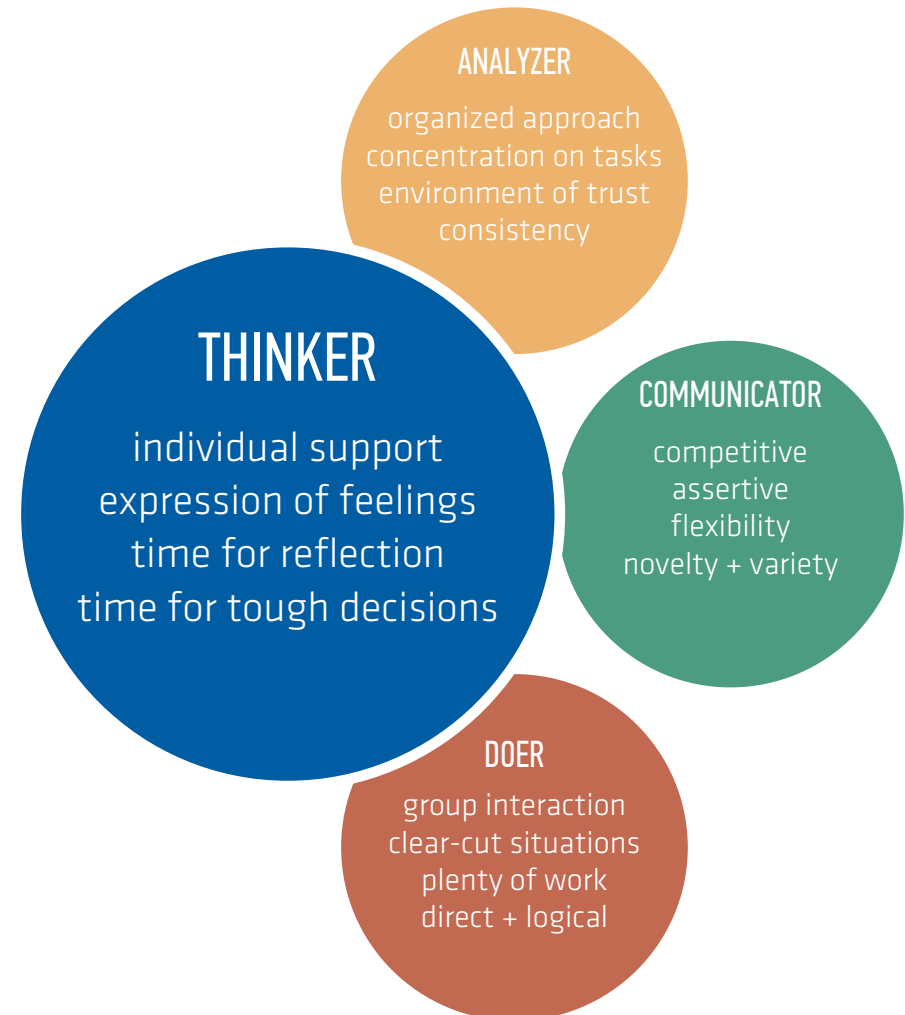 ANALYZER
organized approach
concentration on tasks
environment of trust
consistency
THINKER
individual support
expression of feelings
time for reflection
time for tough decisions
COMMUNICATOR
competitive
assertive
flexibility
novelty + variety
DOER
group interaction
clear-cut situations
plenty of work
direct + logical